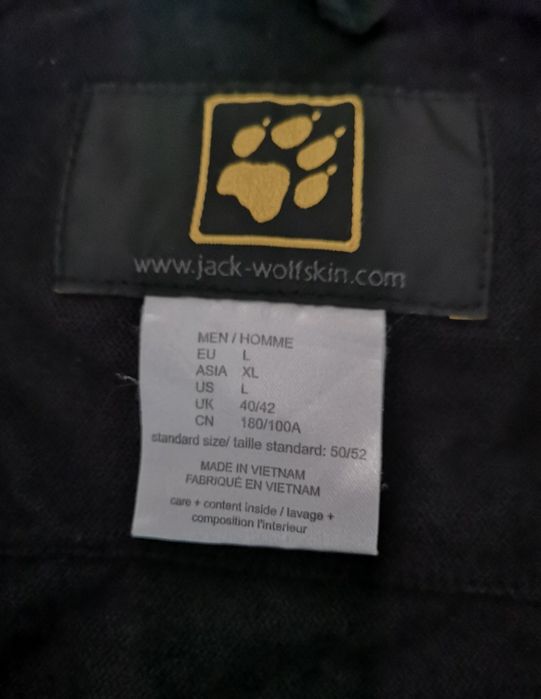 www.jack-wolfskin.com
MEN / HOMME
EU L
ASIA XL
US L
UK 40/42
CN 180/100A
standard size/ taille standard: 50/52
MADE IN VIETNAM
FABRIQUÉ EN VIETNAM
care + content inside / lavage +
composition l'interieur